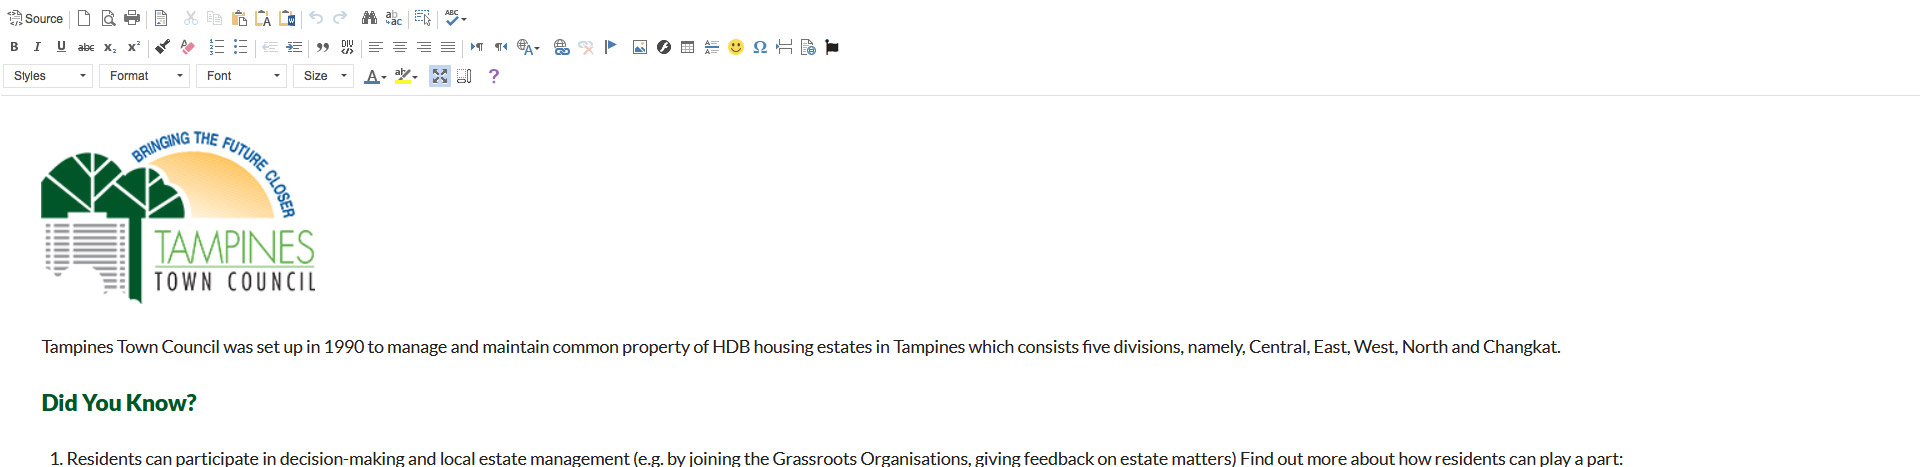 Source
Styles Format Font Size
BRINGING THE FUTURE CLOSER
TAMPINES
TOWN COUNCIL
Tampines Town Council was set up in 1990 to manage and maintain common property of HDB housing estates in Tampines which consists five divisions, namely, Central, East, West, North and Changkat.
Did You Know?
1. Residents can participate in decision-making and local estate management (e.g. by joining the Grassroots Organisations, giving feedback on estate matters) Find out more about how residents can play a part: